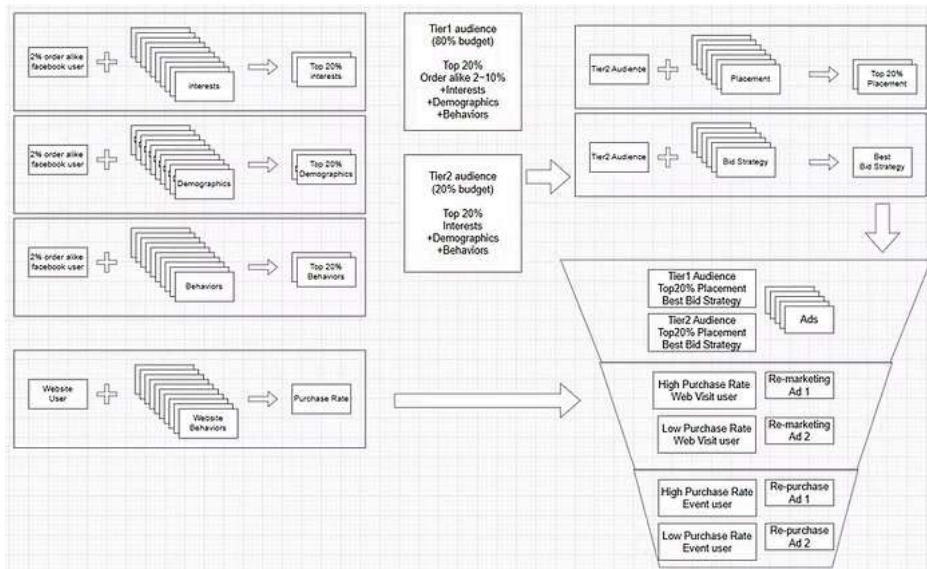 2% order alike
facebook user
Interests
Top 20%
interests
2% order alike
facebook user
Demographics
Top 20%
Demographics
2% order alike
facebook user
Behaviors
Top 20%
Behaviors
Website
User
Website
Behaviors
Purchase Rate
Tier1 audience
(80% budget)
Top 20%
Order alike 2~10%
+Interests
+Demographics
+Behaviors
Tier2 audience
(20% budget)
Top 20%
Interests
+Demographics
+Behaviors
Tier2 Audience
Placement
Top 20%
Placement
Tier2 Audience
Bid Strategy
Best
Bid Strategy
Tier1 Audience
Top20% Placement
Best Bid Strategy
Tier2 Audience
Top20% Placement
Best Bid Strategy
Ads
High Purchase Rate
Web Visit user
Re-marketing
Ad 1
Low Purchase Rate
Web Visit user
Re-marketing
Ad 2
High Purchase Rate
Event user
Re-purchase
Ad 1
Low Purchase Rate
Event user
Re-purchase
Ad 2